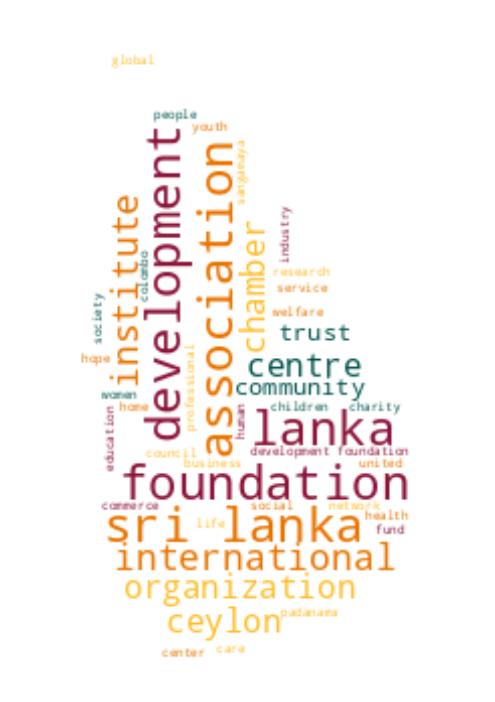 global
people
youth
development
association
sangamaya
institute
industry
chamber
colombo
research
service
society
welfare
trust
hope
professional
centre
community
women
home
children
charity
human
education
lanka
council
development foundation
business
united
foundation
commerce
social
network
sri lanka
life
health
fund
international
organization
ceylon
padanama
center
care